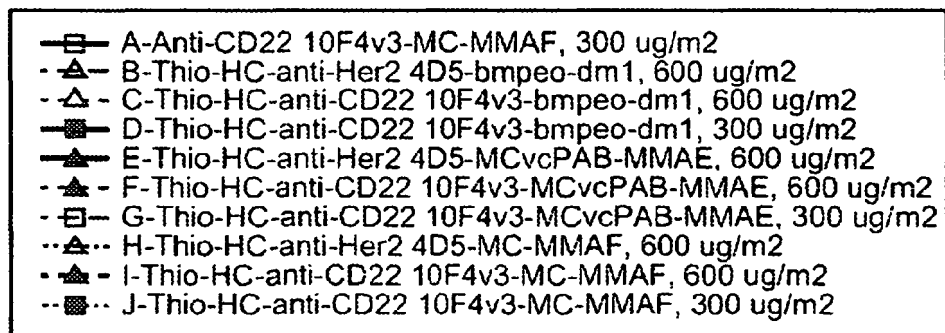 A-Anti-CD22 10F4v3-MC-MMAF, 300 ug/m2
B-Thio-HC-anti-Her2 4D5-bmpeo-dm1, 600 ug/m2
C-Thio-HC-anti-CD22 10F4v3-bmpeo-dm1, 600 ug/m2
D-Thio-HC-anti-CD22 10F4v3-bmpeo-dm1, 300 ug/m2
E-Thio-HC-anti-Her2 4D5-MCvcPAB-MMAE, 600 ug/m2
F-Thio-HC-anti-CD22 10F4v3-MCvcPAB-MMAE, 600 ug/m2
G-Thio-HC-anti-CD22 10F4v3-MCvcPAB-MMAE, 300 ug/m2
H-Thio-HC-anti-Her2 4D5-MC-MMAF, 600 ug/m2
I-Thio-HC-anti-CD22 10F4v3-MC-MMAF, 600 ug/m2
J-Thio-HC-anti-CD22 10F4v3-MC-MMAF, 300 ug/m2